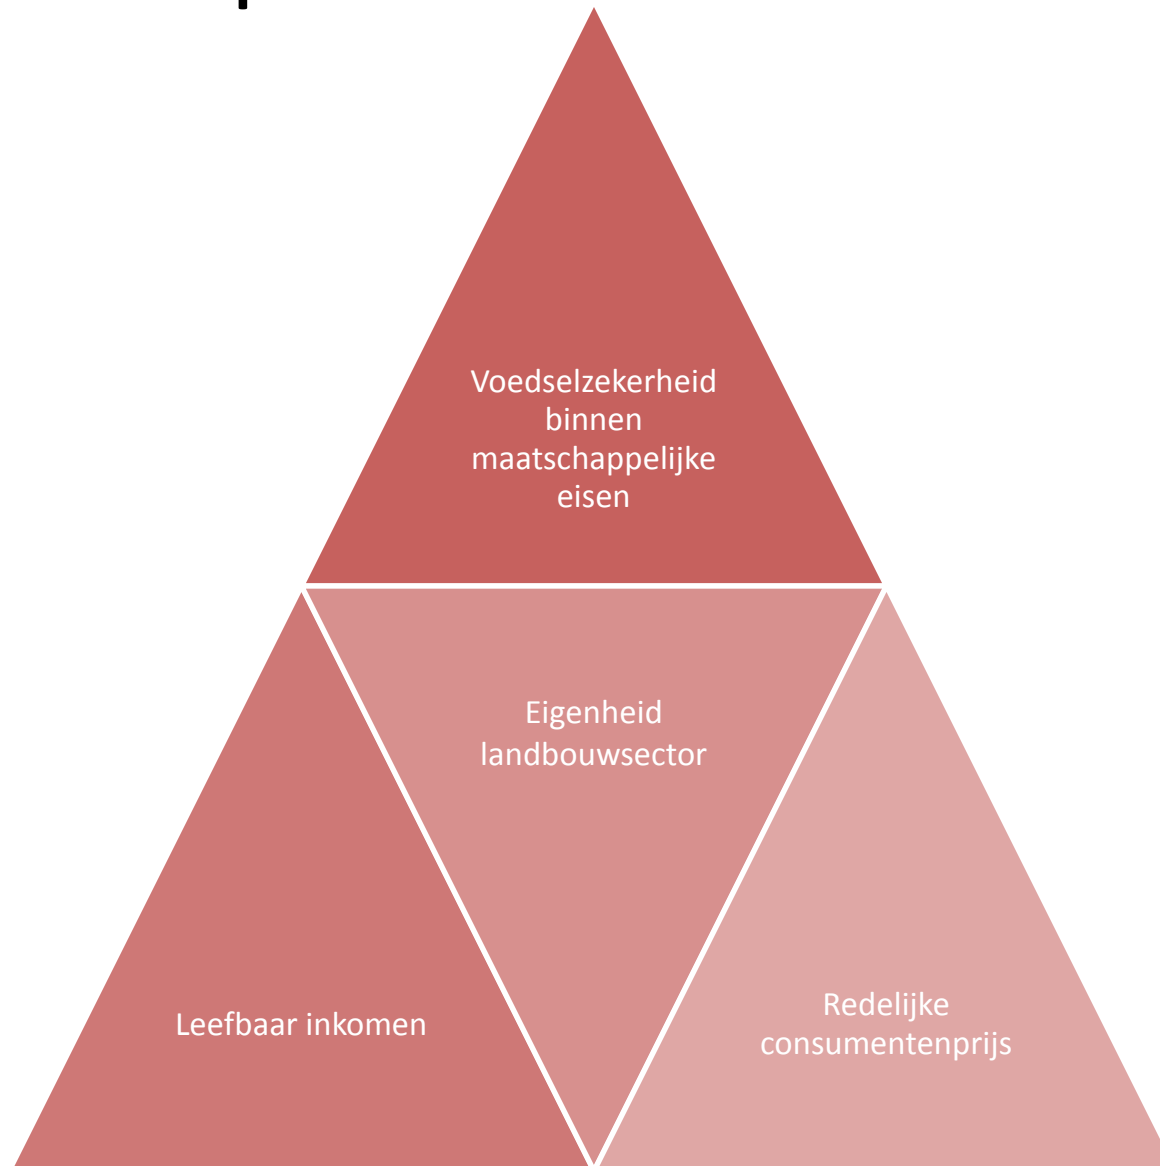 Voedselzekerheid
binnen
maatschappelijke
eisen
Eigenheid
landbouwsector
Leefbaar inkomen
Redelijke
consumentenprijs